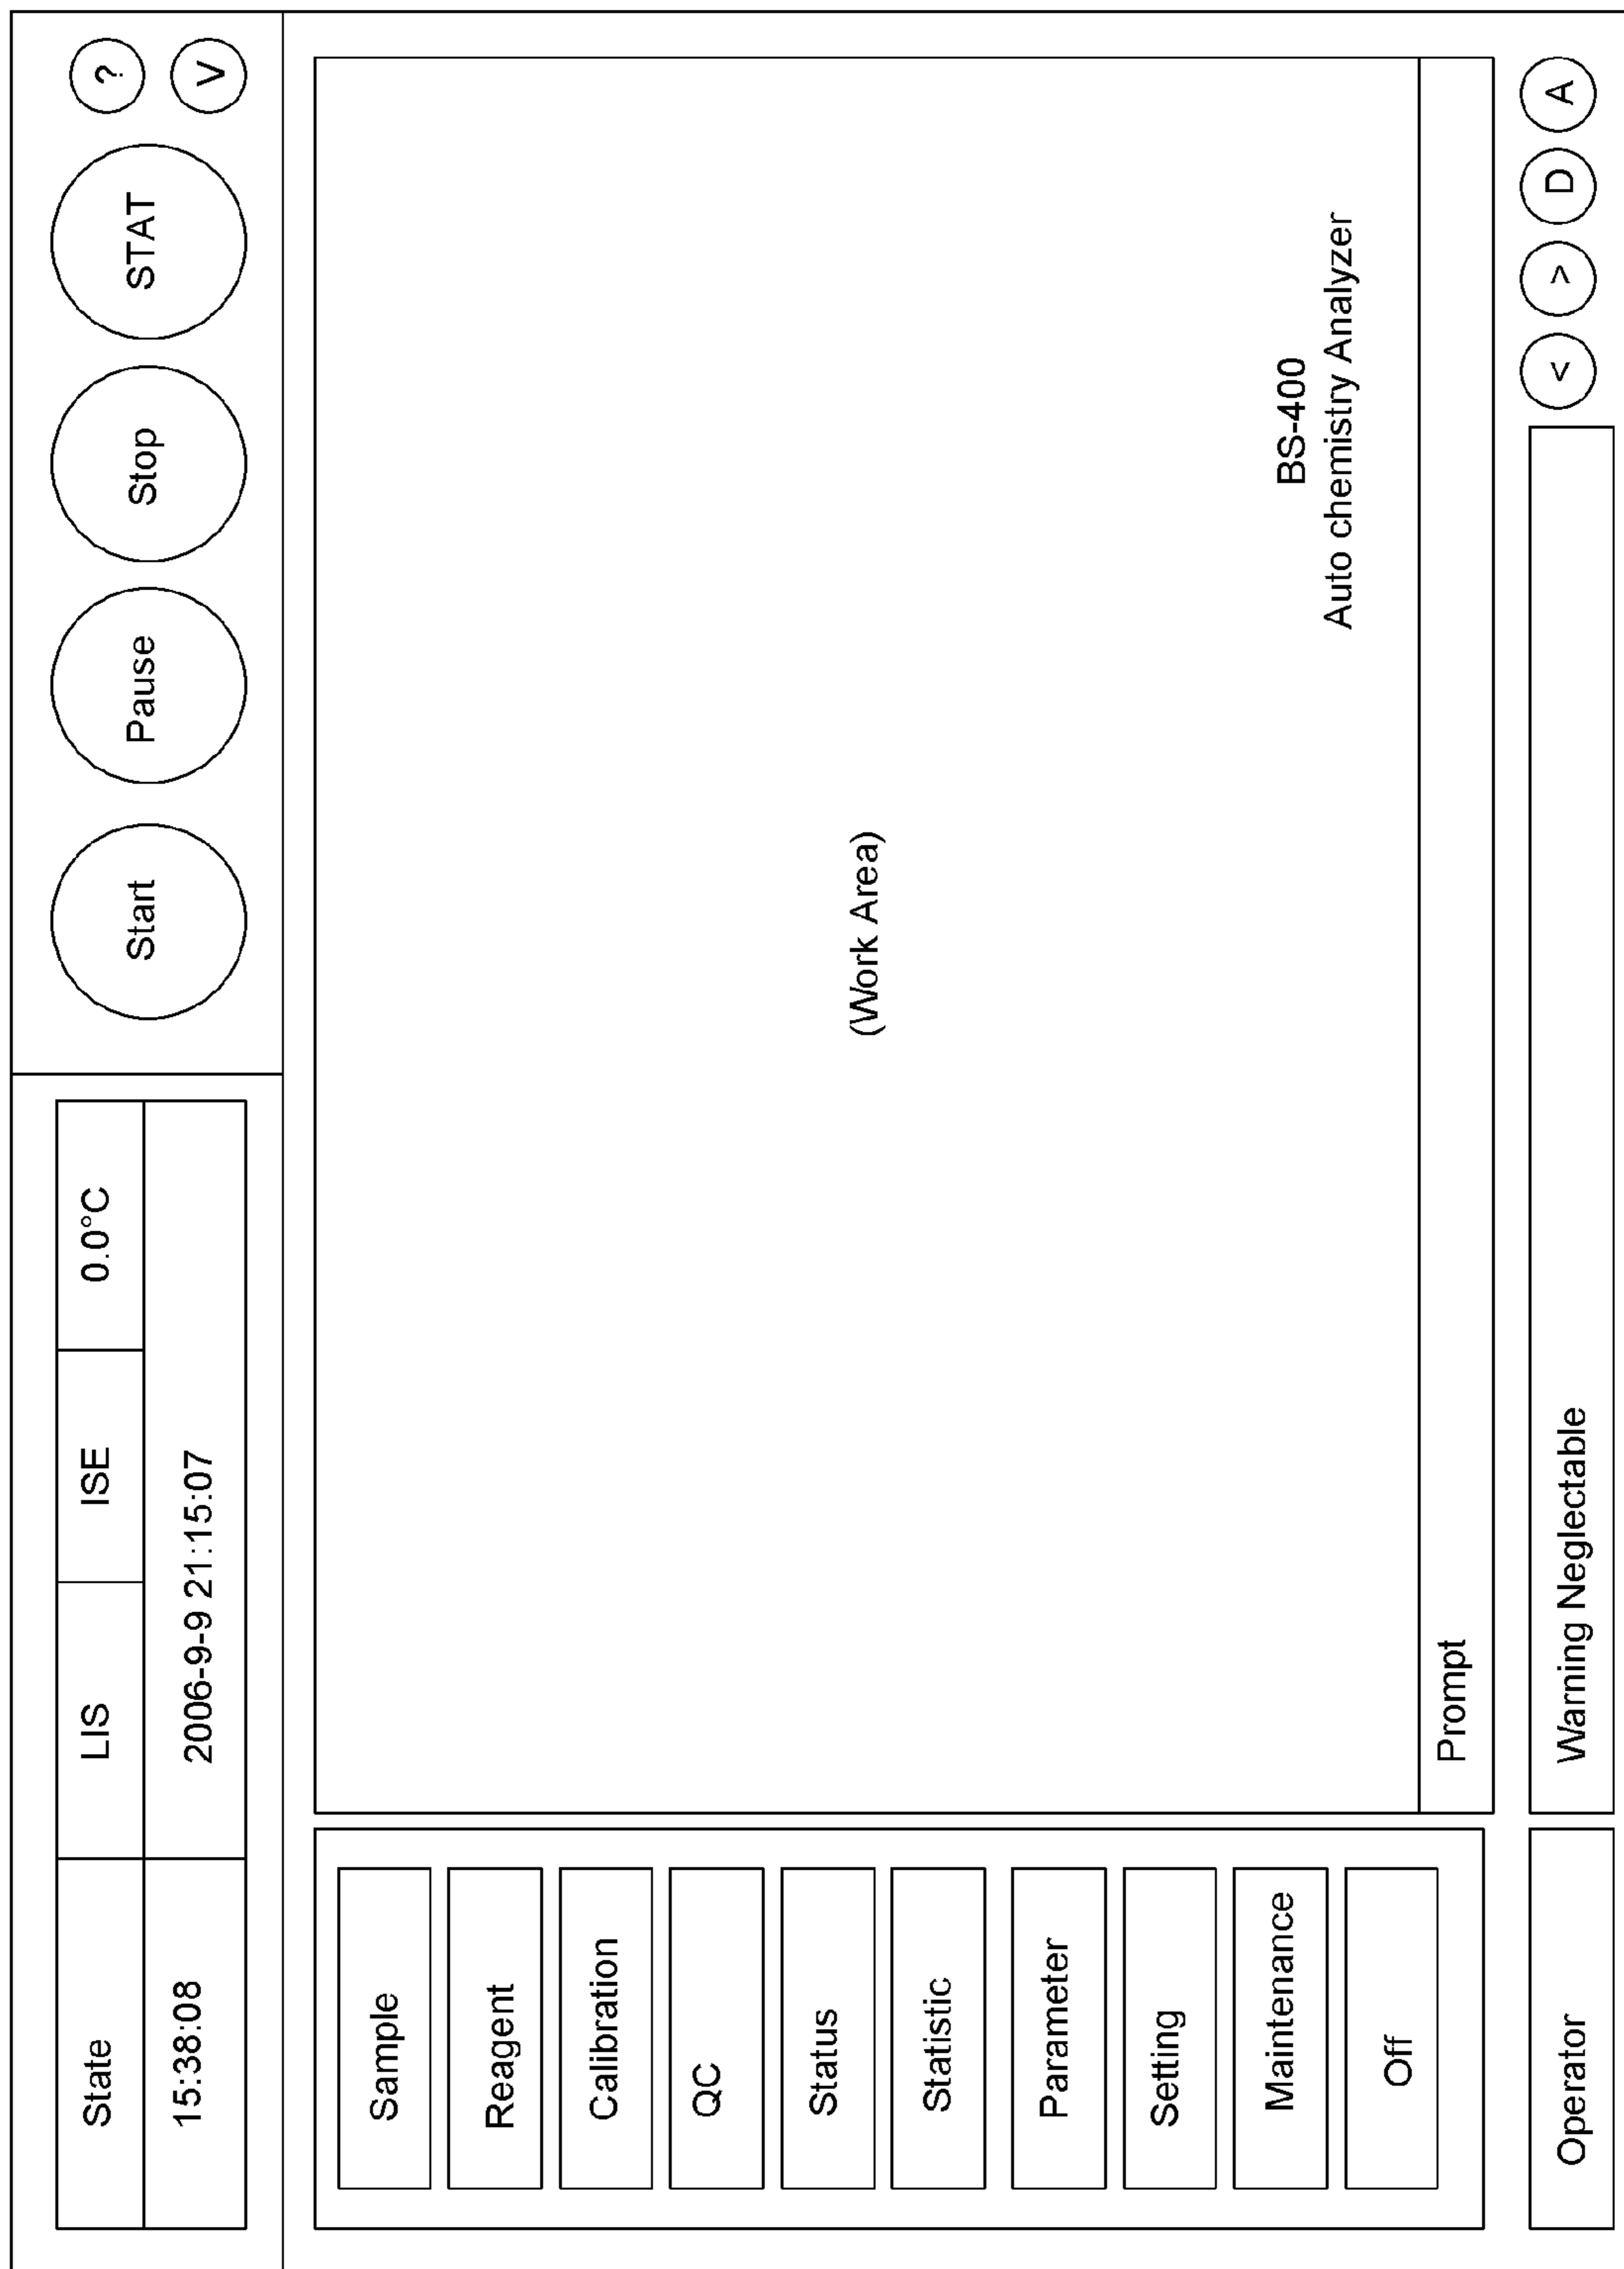 State
LIS
ISE
0.0°C
15:38:08
2006-9-9 21:15:07
Start
Pause
Stop
STAT
?
V
Sample
Reagent
Calibration
QC
Status
Statistic
Parameter
Setting
Maintenance
Off
(Work Area)
BS-400
Auto chemistry Analyzer
Prompt
Operator
Warning Neglectable
<
>
D
A